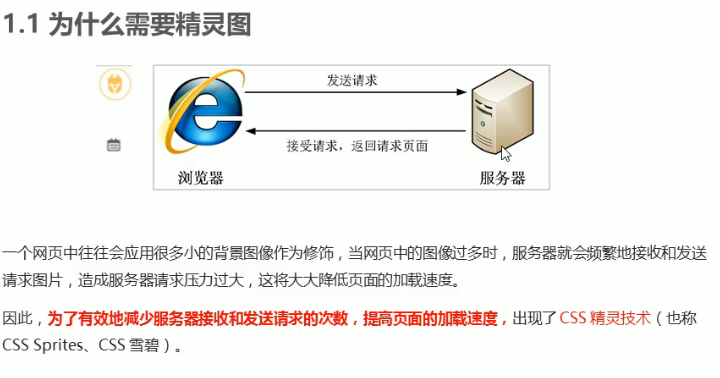 1.1 为什么需要精灵图
发送请求
接受请求，返回请求页面
浏览器
服务器
一个网页中往往会应用很多小的背景图像作为修饰，当网页中的图像过多时，服务器就会频繁地接收和发送
请求图片，造成服务器请求压力过大，这将大大降低页面的加载速度。
因此，为了有效地减少服务器接收和发送请求的次数，提高页面的加载速度，出现了 CSS 精灵技术（也称
CSS Sprites、CSS 雪碧）。